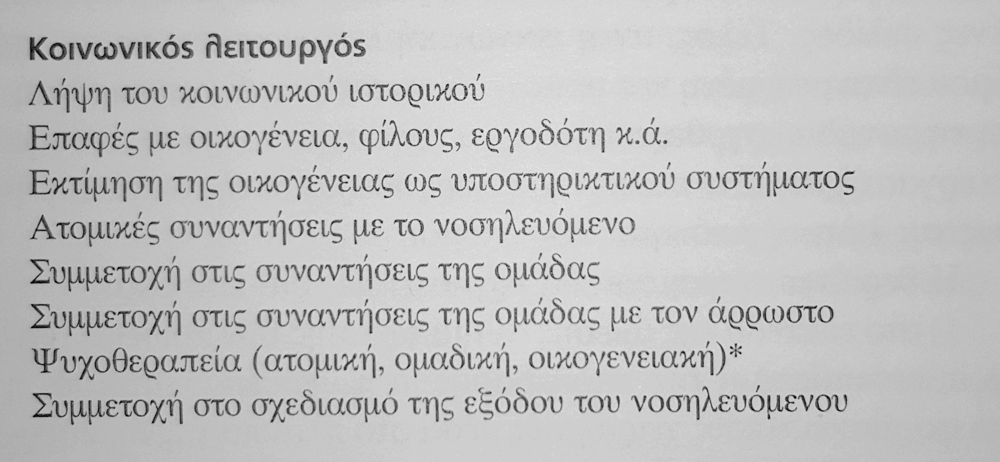 Κοινωνικός λειτουργός
Λήψη του κοινωνικού ιστορικού
Επαφές με οικογένεια, φίλους, εργοδότη κ.ά.
Εκτίμηση της οικογένειας ως υποστηρικτικού συστήματος
Ατομικές συναντήσεις με το νοσηλευόμενο
Συμμετοχή στις συναντήσεις της ομάδας
Συμμετοχή στις συναντήσεις της ομάδας με τον άρρωστο
Ψυχοθεραπεία (ατομική, ομαδική, οικογενειακή)*
Συμμετοχή στο σχεδιασμό της εξόδου του νοσηλευόμενου